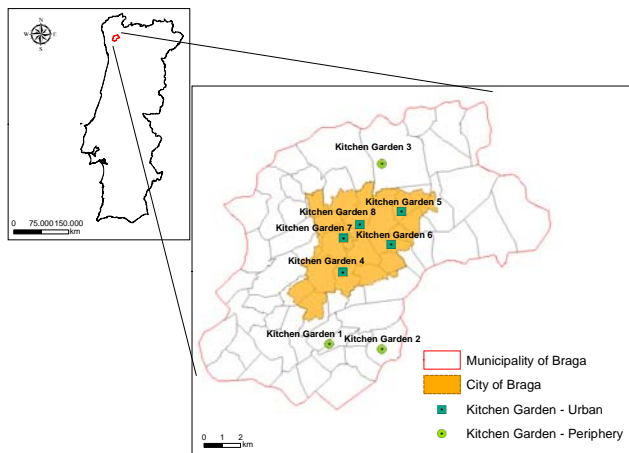 N
W E
S
0 75.000 150.000
km
Kitchen Garden 3
Kitchen Garden 5
Kitchen Garden 8
Kitchen Garden 7
Kitchen Garden 6
Kitchen Garden 4
Kitchen Garden 1
Kitchen Garden 2
Municipality of Braga
City of Braga
Kitchen Garden - Urban
Kitchen Garden - Periphery
0 1 2
km